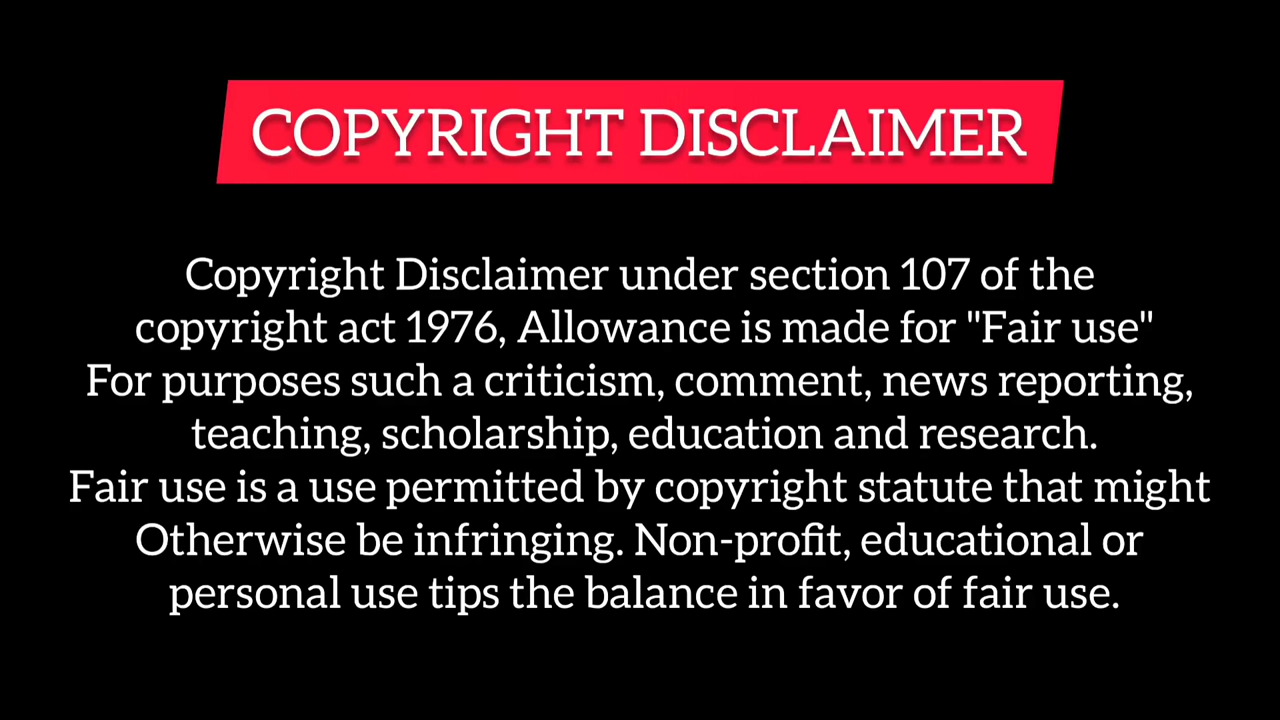 COPYRIGHT DISCLAIMER
Copyright Disclaimer under section 107 of the
copyright act 1976, Allowance is made for "Fair use"
For purposes such a criticism, comment, news reporting,
teaching, scholarship, education and research.
Fair use is a use permitted by copyright statute that might
Otherwise be infringing. Non-profit, educational or
personal use tips the balance in favor of fair use.